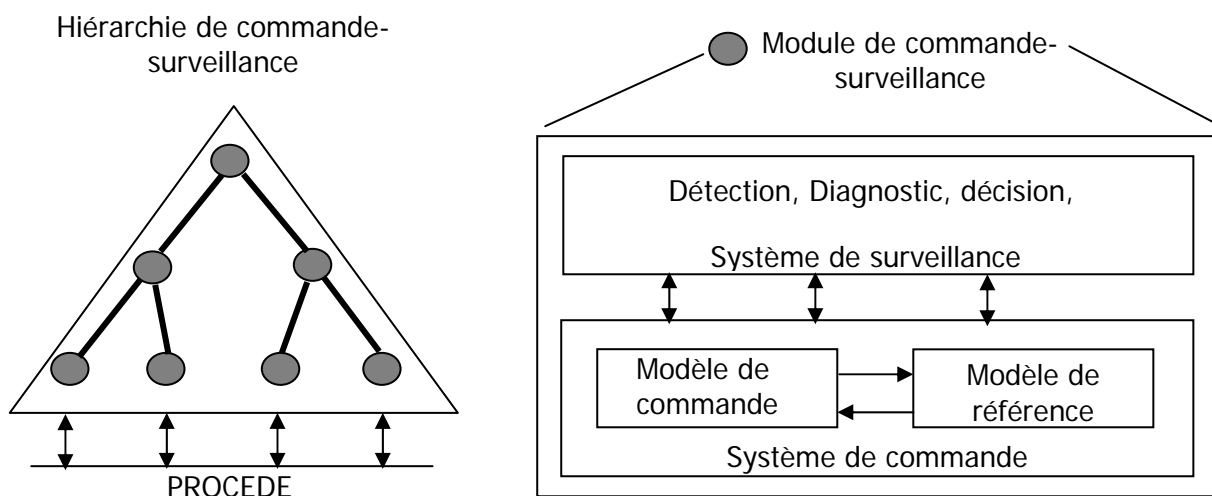 Hiérarchie de commande-
surveillance
PROCEDE
Module de commande-
surveillance
Détection, Diagnostic, décision,
Système de surveillance
Modèle de
commande
Modèle de
référence
Système de commande